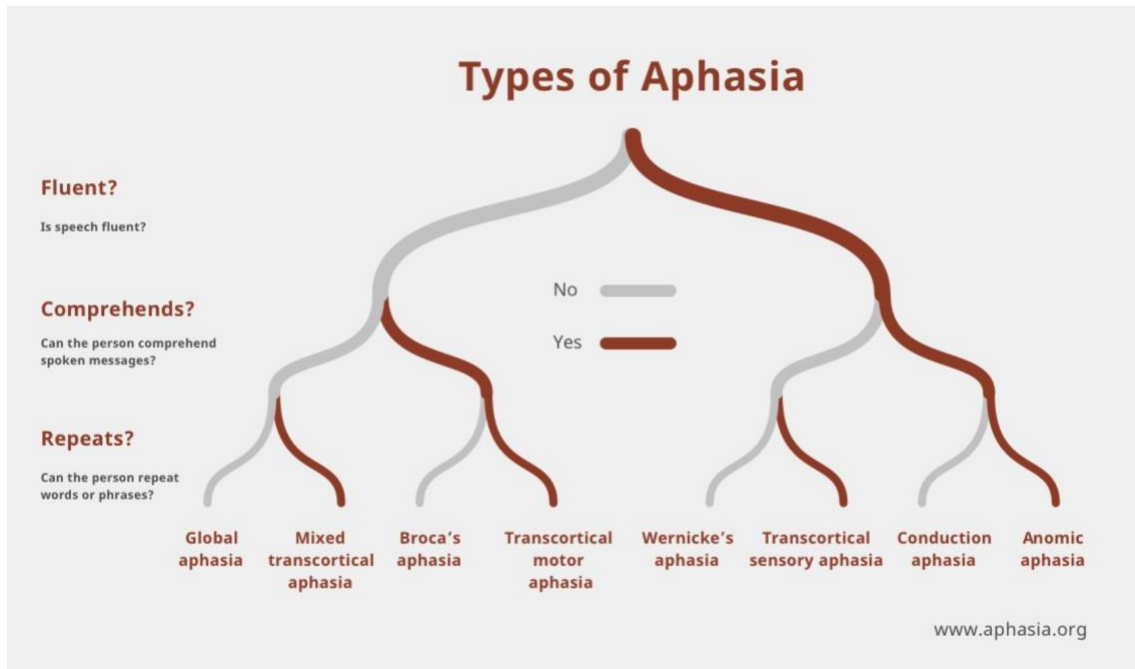 Types of Aphasia
Fluent?
Is speech fluent?
No
Comprehends?
Can the person comprehend
spoken messages?
Yes
Repeats?
Can the person repeat
words or phrases?
Global
aphasia
Mixed
transcortical
aphasia
Broca’s
aphasia
Transcortical
motor
aphasia
Wernicke’s
aphasia
Transcortical
sensory aphasia
Conduction
aphasia
Anomic
aphasia
www.aphasia.org